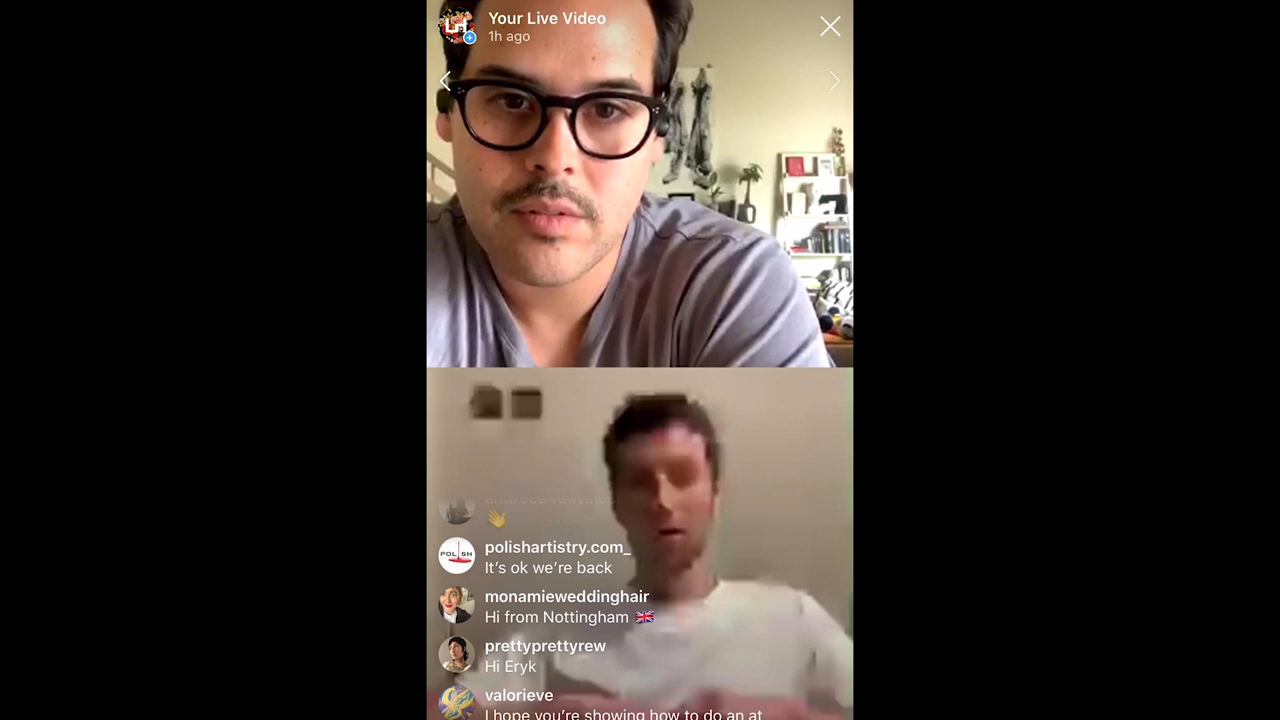 Your Live Video
1h ago
👋
POLISH
polishartistry.com_
It's ok we're back
monamieweddinghair
Hi from Nottingham 🇬🇧
prettyprettyrew
Hi Eryk
valorieve
I hope you're showing how to do an at